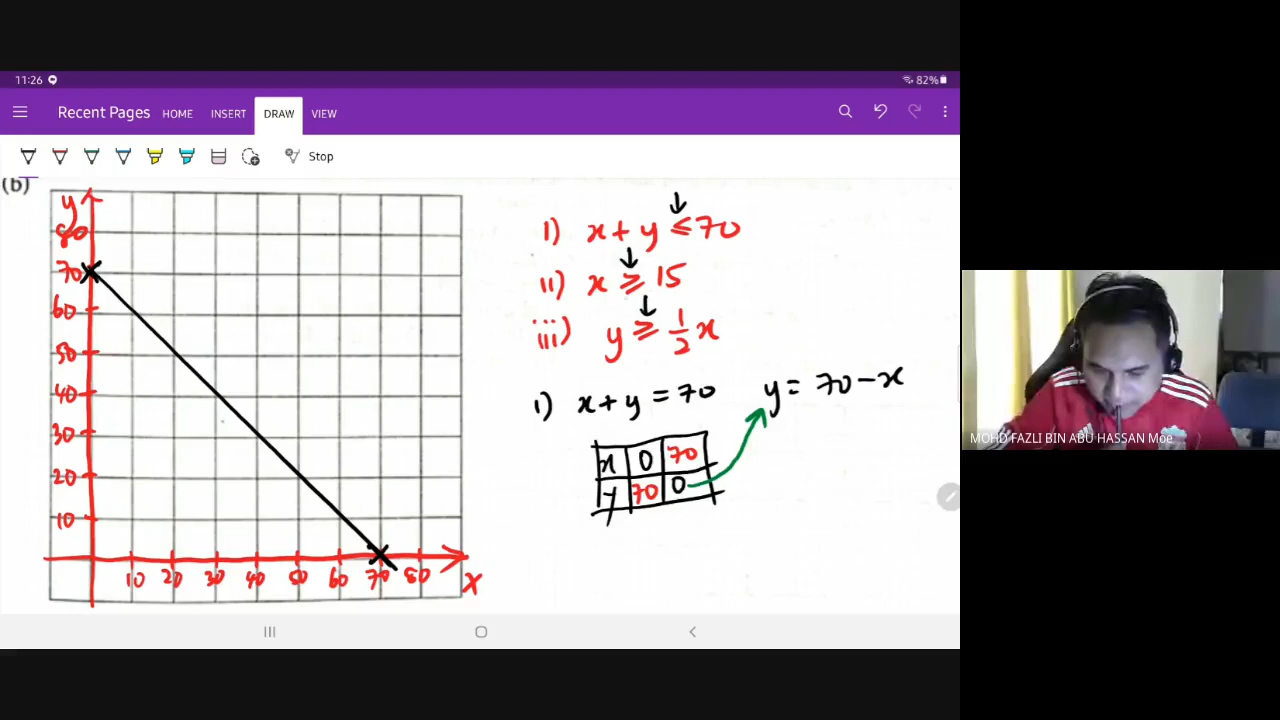 11:26
82%
Recent Pages HOME INSERT DRAW VIEW
Stop
(b)
y
80
70
60
50
40
30
20
10
10 20 30 40 50 60 70 80
x
i) x + y ≤ 70
ii) x ≥ 15
iii) y ≥ 1/2 x
i) x + y = 70
y = 70 - x
x 0 70
y 70 0
MOHD FAZLI BIN ABU HASSAN Moe